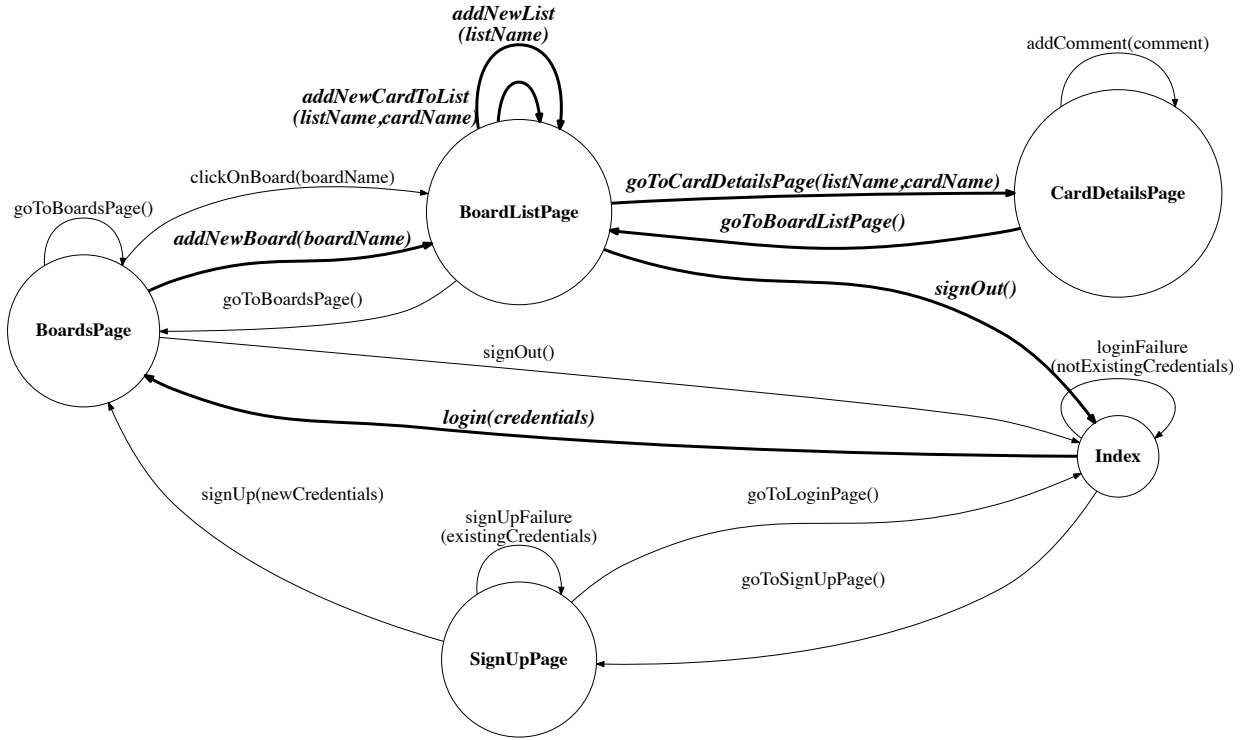 addNewList
(listName)
addComment(comment)
addNewCardToList
(listName,cardName)
clickOnBoard(boardName)
goToCardDetailsPage(listName,cardName)
CardDetailsPage
goToBoardsPage()
BoardListPage
goToBoardListPage()
addNewBoard(boardName)
signOut()
goToBoardsPage()
BoardsPage
signOut()
loginFailure
(notExistingCredentials)
login(credentials)
Index
signUp(newCredentials)
goToLoginPage()
signUpFailure
(existingCredentials)
goToSignUpPage()
SignUpPage